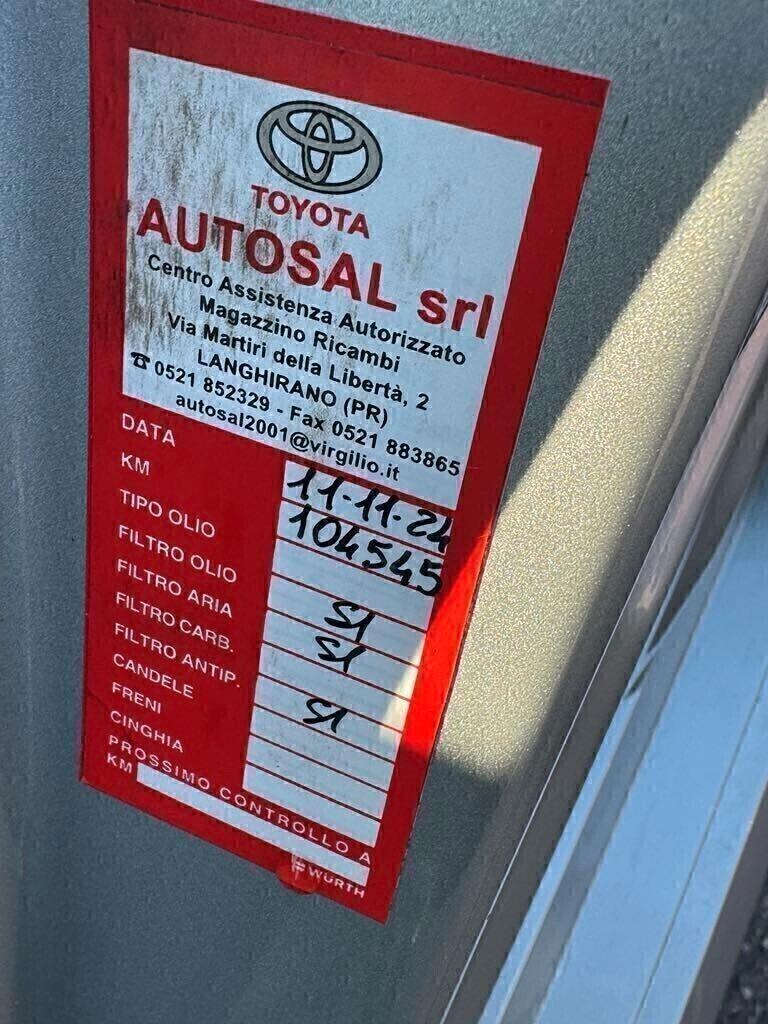 TOYOTA
AUTOSAL srl
Centro Assistenza Autorizzato
Magazzino Ricambi
Via Martiri della Libertà, 2
LANGHIRANO (PR)
☎ 0521 852329 - Fax 0521 883865
autosal2001@virgilio.it
DATA 11-11-24
KM 104545
TIPO OLIO
FILTRO OLIO SI
FILTRO ARIA SI
FILTRO CARB.
FILTRO ANTIP. SI
CANDELE
FRENI
CINGHIA
PROSSIMO CONTROLLO A
KM
WÜRTH